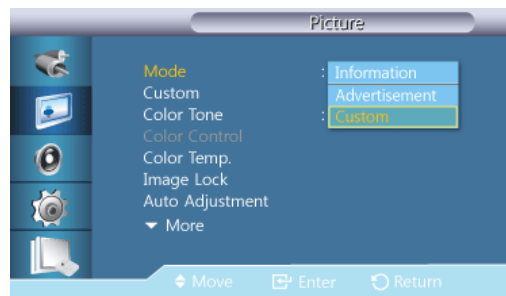 Picture
Mode : Information
Custom Advertisement
Color Tone : Custom
Color Control
Color Temp.
Image Lock
Auto Adjustment
More
Move Enter Return